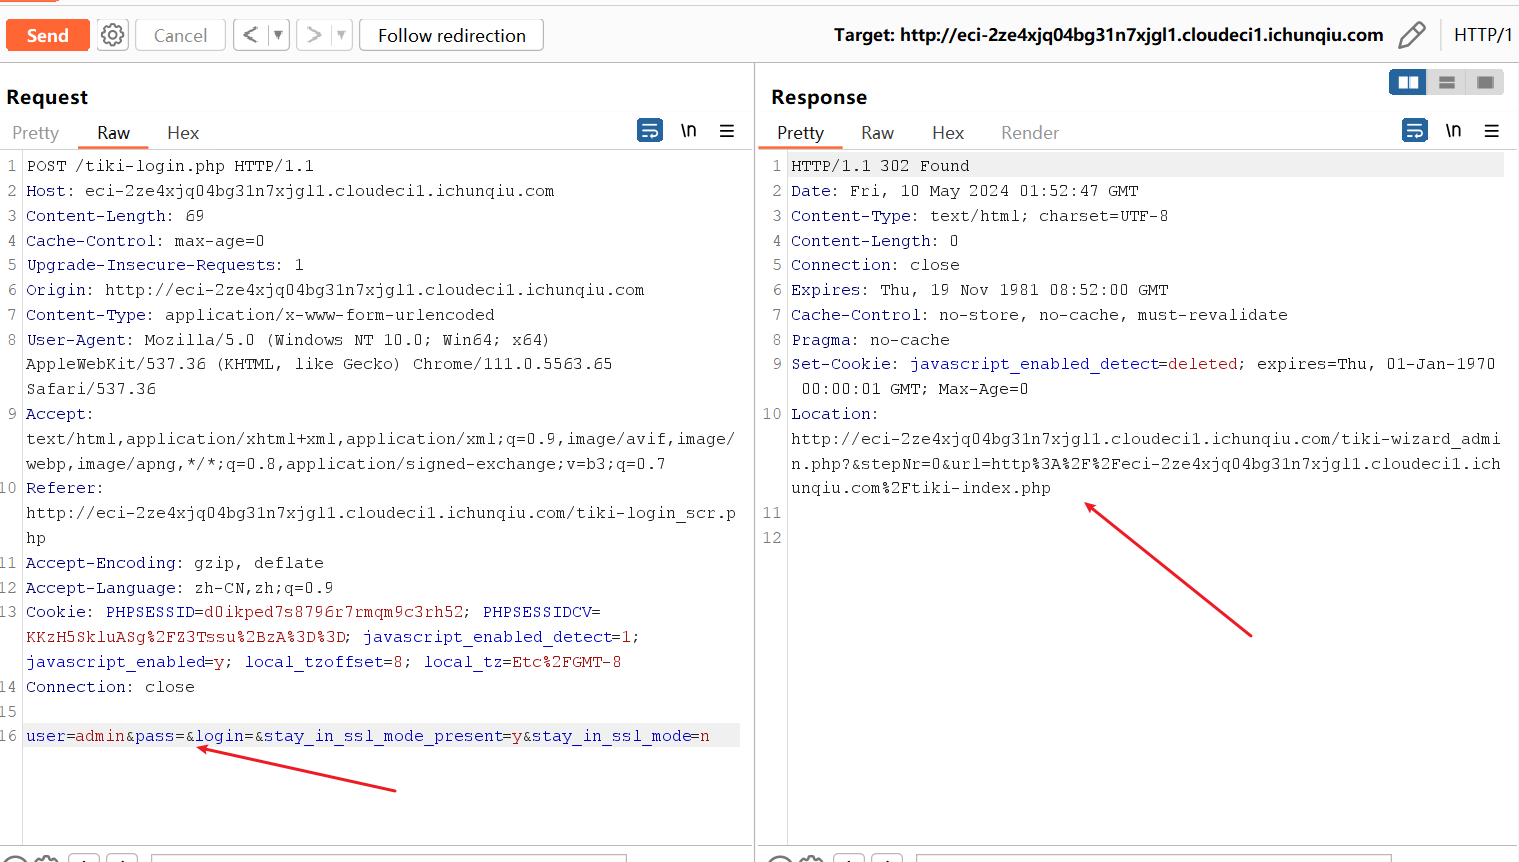 Send
Cancel
Follow redirection
Target: http://eci-2ze4xjq04bg31n7xjgl1.cloudeci1.ichunqiu.com
HTTP/1
Request
Pretty Raw Hex
\n
1 POST /tiki-login.php HTTP/1.1
2 Host: eci-2ze4xjq04bg31n7xjgl1.cloudeci1.ichunqiu.com
3 Content-Length: 69
4 Cache-Control: max-age=0
5 Upgrade-Insecure-Requests: 1
6 Origin: http://eci-2ze4xjq04bg31n7xjgl1.cloudeci1.ichunqiu.com
7 Content-Type: application/x-www-form-urlencoded
8 User-Agent: Mozilla/5.0 (Windows NT 10.0; Win64; x64)
AppleWebKit/537.36 (KHTML, like Gecko) Chrome/111.0.5563.65
Safari/537.36
9 Accept:
text/html,application/xhtml+xml,application/xml;q=0.9,image/avif,image/
webp,image/apng,*/*;q=0.8,application/signed-exchange;v=b3;q=0.7
10 Referer:
http://eci-2ze4xjq04bg31n7xjgl1.cloudeci1.ichunqiu.com/tiki-login_scr.p
hp
11 Accept-Encoding: gzip, deflate
12 Accept-Language: zh-CN,zh;q=0.9
13 Cookie: PHPSESSID=d0ikped7s8796r7rmqm9c3rh52; PHPSESSIDCV=
KKzH5SkluASg%2FZ3Tssu%2BzA%3D%3D; javascript_enabled_detect=1;
javascript_enabled=y; local_tzoffset=8; local_tz=Etc%2FGMT-8
14 Connection: close
15
16 user=admin&pass=&login=&stay_in_ssl_mode_present=y&stay_in_ssl_mode=n
Response
Pretty Raw Hex Render
\n
1 HTTP/1.1 302 Found
2 Date: Fri, 10 May 2024 01:52:47 GMT
3 Content-Type: text/html; charset=UTF-8
4 Content-Length: 0
5 Connection: close
6 Expires: Thu, 19 Nov 1981 08:52:00 GMT
7 Cache-Control: no-store, no-cache, must-revalidate
8 Pragma: no-cache
9 Set-Cookie: javascript_enabled_detect=deleted; expires=Thu, 01-Jan-1970
00:00:01 GMT; Max-Age=0
10 Location:
http://eci-2ze4xjq04bg31n7xjgl1.cloudeci1.ichunqiu.com/tiki-wizard_admi
n.php?&stepNr=0&url=http%3A%2F%2Feci-2ze4xjq04bg31n7xjgl1.cloudeci1.ich
unqiu.com%2Ftiki-index.php
11
12